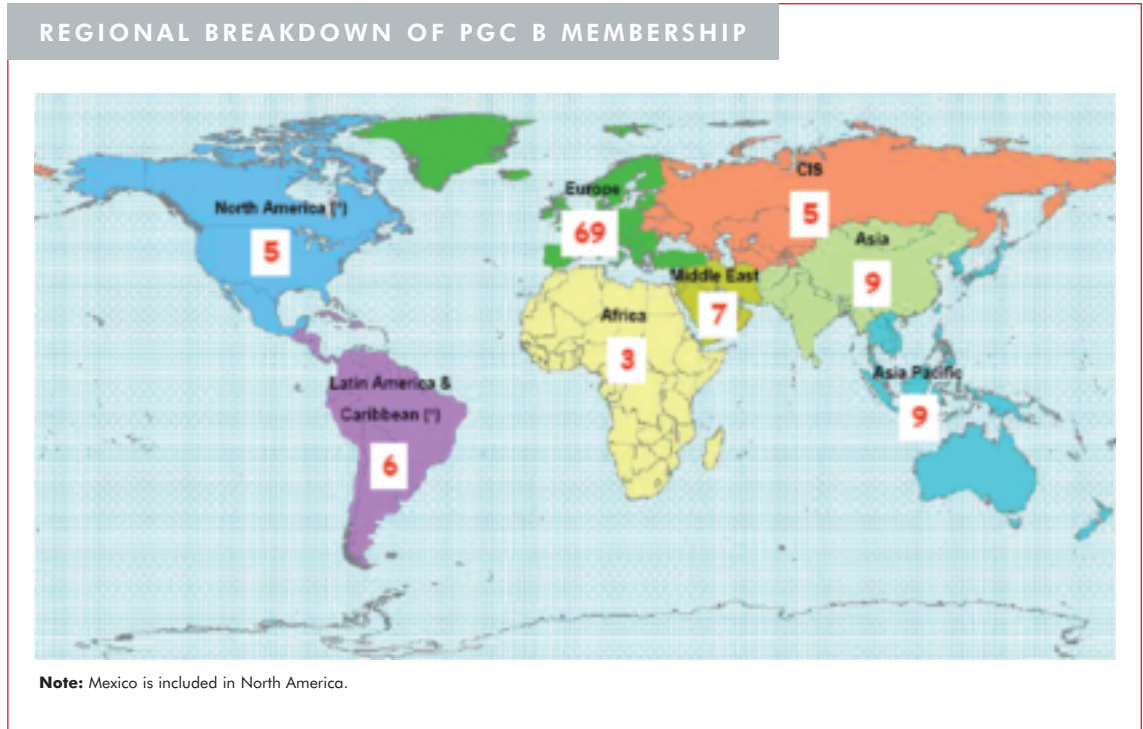 REGIONAL BREAKDOWN OF PGC B MEMBERSHIP
North America (*)
5
Europe
69
CIS
5
Asia
9
Middle East
7
Africa
3
Asia Pacific
9
Latin America &
Caribbean (*)
6
Note: Mexico is included in North America.